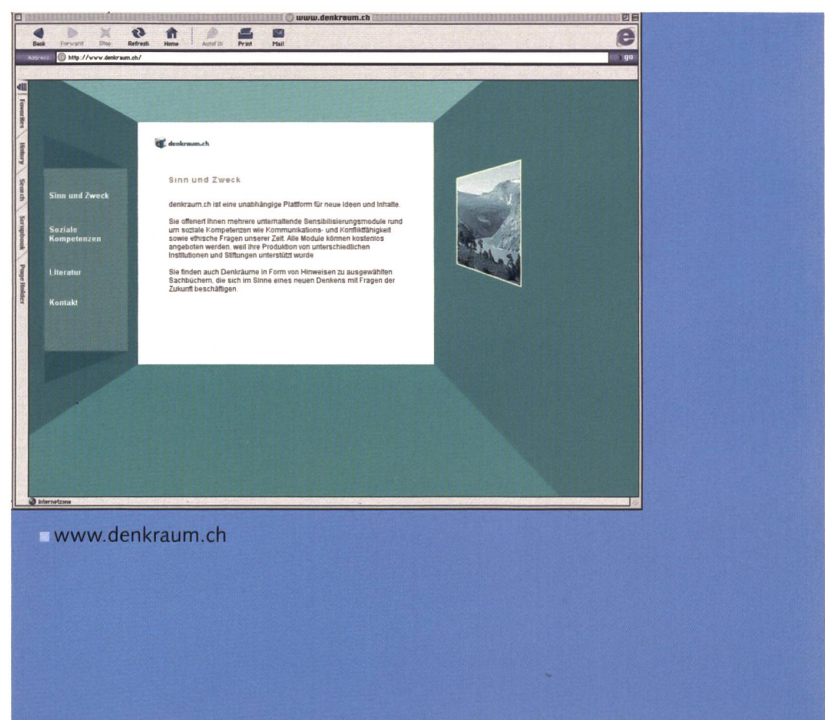 www.denkraum.ch
Back Forward Stop Refresh Home AutoFill Print Mail
Address: http://www.denkraum.ch/ go
Favorites
History
Search
Scrapbook
Page Holder
Sinn und Zweck
Soziale
Kompetenzen
Literatur
Kontakt
denkraum.ch
Sinn und Zweck
denkraum.ch ist eine unabhängige Plattform für neue Ideen und Inhalte.
Sie offeriert Ihnen mehrere unterhaltende Sensibilisierungsmodule rund
um soziale Kompetenzen wie Kommunikations- und Konfliktfähigkeit
sowie ethische Fragen unserer Zeit. Alle Module können kostenlos
angeboten werden, weil ihre Produktion von unterschiedlichen
Institutionen und Stiftungen unterstützt wurde.
Sie finden auch Denkräume in Form von Hinweisen zu ausgewählten
Sachbüchern, die sich im Sinne eines neuen Denkens mit Fragen der
Zukunft beschäftigen.
Internetzone
www.denkraum.ch